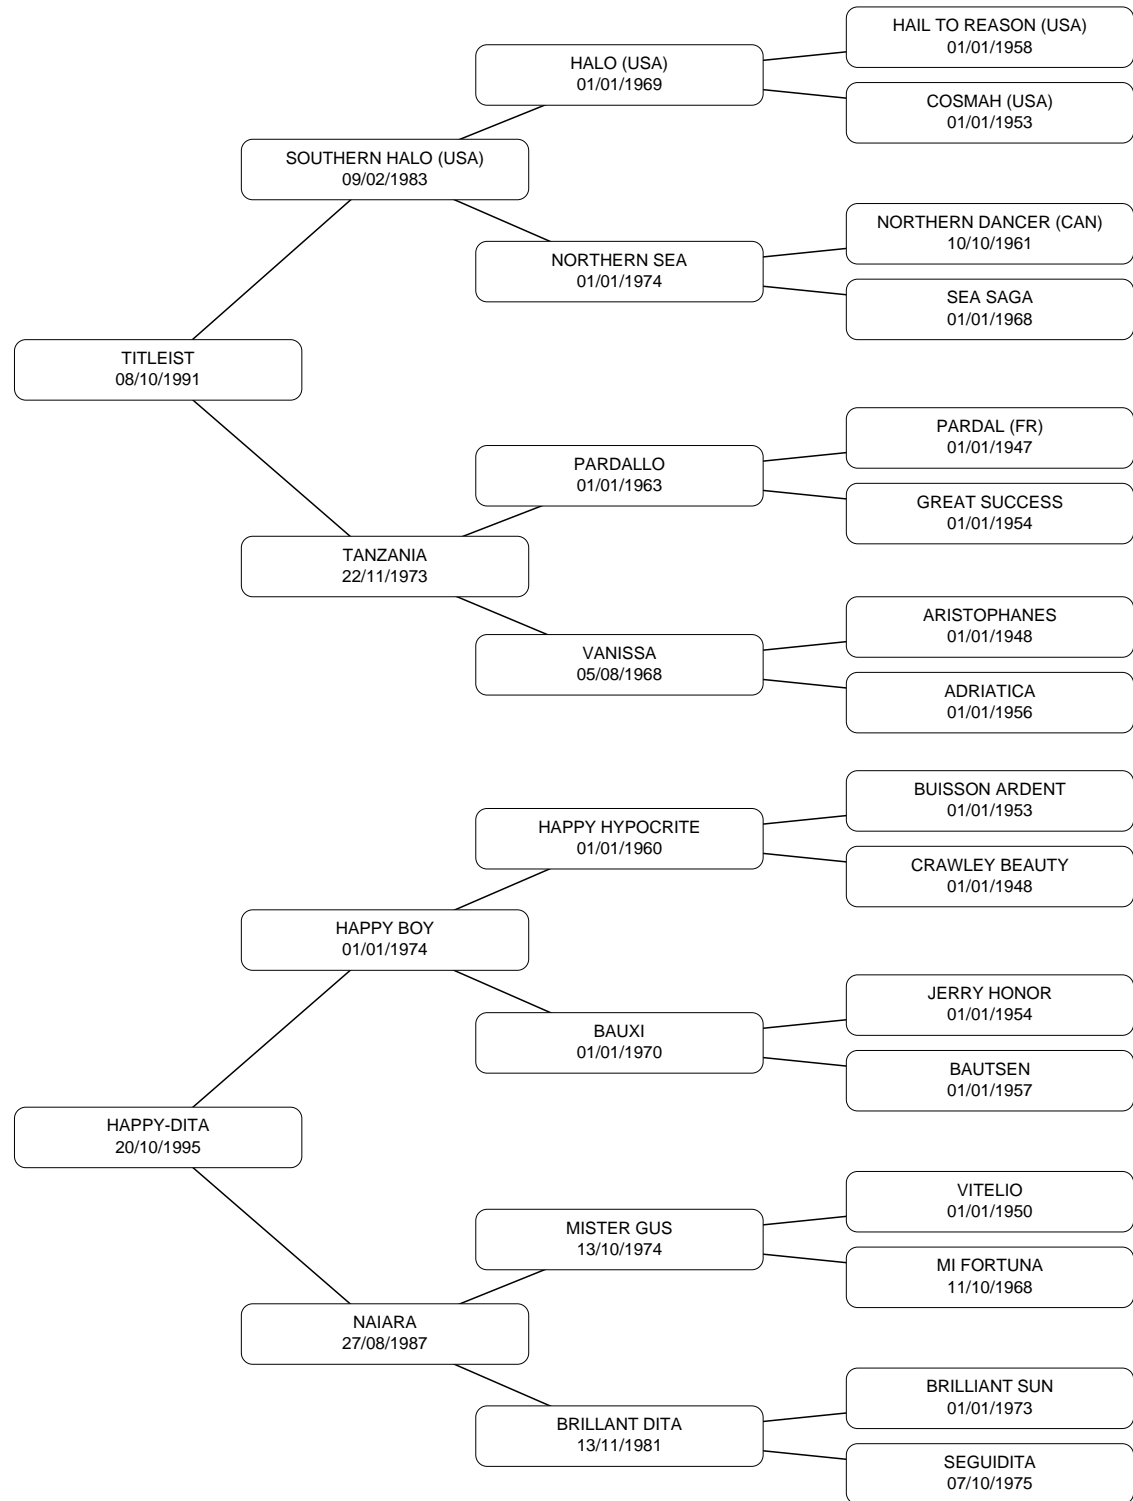 HAIL TO REASON (USA)
01/01/1958
HALO (USA)
01/01/1969
COSMAH (USA)
01/01/1953
SOUTHERN HALO (USA)
09/02/1983
NORTHERN DANCER (CAN)
10/10/1961
NORTHERN SEA
01/01/1974
SEA SAGA
01/01/1968
TITLEIST
08/10/1991
PARDAL (FR)
01/01/1947
PARDALLO
01/01/1963
GREAT SUCCESS
01/01/1954
TANZANIA
22/11/1973
ARISTOPHANES
01/01/1948
VANISSA
05/08/1968
ADRIATICA
01/01/1956
BUISSON ARDENT
01/01/1953
HAPPY HYPOCRITE
01/01/1960
CRAWLEY BEAUTY
01/01/1948
HAPPY BOY
01/01/1974
JERRY HONOR
01/01/1954
BAUXI
01/01/1970
BAUTSEN
01/01/1957
HAPPY-DITA
20/10/1995
VITELIO
01/01/1950
MISTER GUS
13/10/1974
MI FORTUNA
11/10/1968
NAIARA
27/08/1987
BRILLIANT SUN
01/01/1973
BRILLANT DITA
13/11/1981
SEGUIDITA
07/10/1975